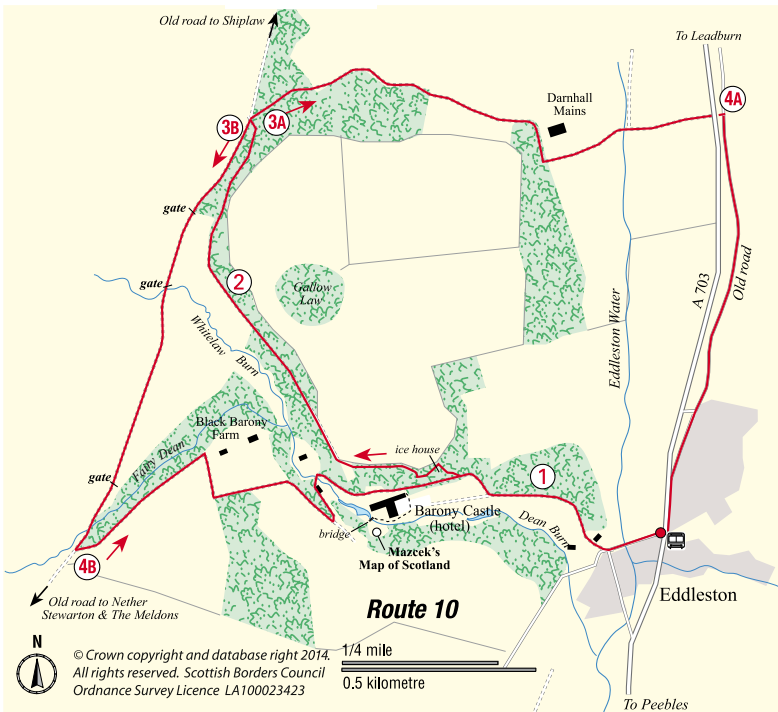 Old road to Shiplaw
To Leadburn
3B
3A
Darnhall
Mains
4A
gate
gate
2
Gallow
Law
Whitelaw Burn
Eddleston Water
A 703
Old road
Black Barony
Farm
Fairy Dean
ice house
gate
1
Barony Castle
(hotel)
Dean Burn
bridge
Mazcek's
Map of Scotland
4B
Eddleston
Old road to Nether
Stewarton & The Meldons
Route 10
N
© Crown copyright and database right 2014.
All rights reserved. Scottish Borders Council
Ordnance Survey Licence LA100023423
1/4 mile
0.5 kilometre
To Peebles